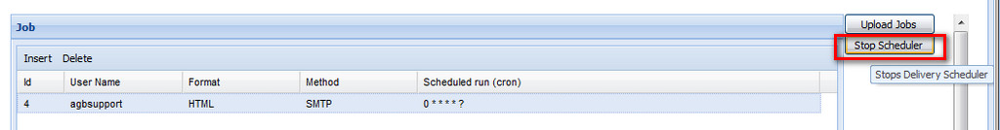 Job
Upload Jobs
Stop Scheduler
Insert Delete
Stops Delivery Scheduler
Id User Name Format Method Scheduled run (cron)
4 agbsupport HTML SMTP 0 * * * * ?